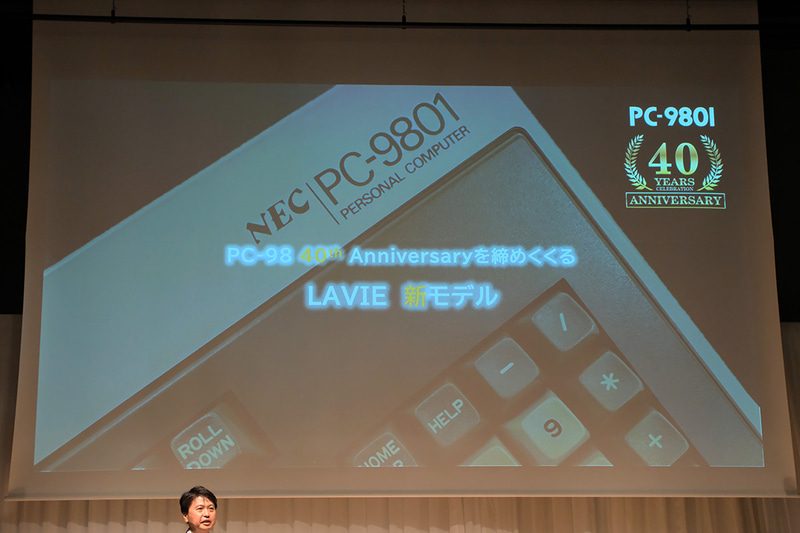 PC-9801
40
YEARS
CELEBRATION
ANNIVERSARY
NEC
PC-9801
PERSONAL COMPUTER
PC-98 40th Anniversaryを締めくくる
LAVIE 新モデル
/
-
*
HELP
9
+
ROLL
DOWN
HOME